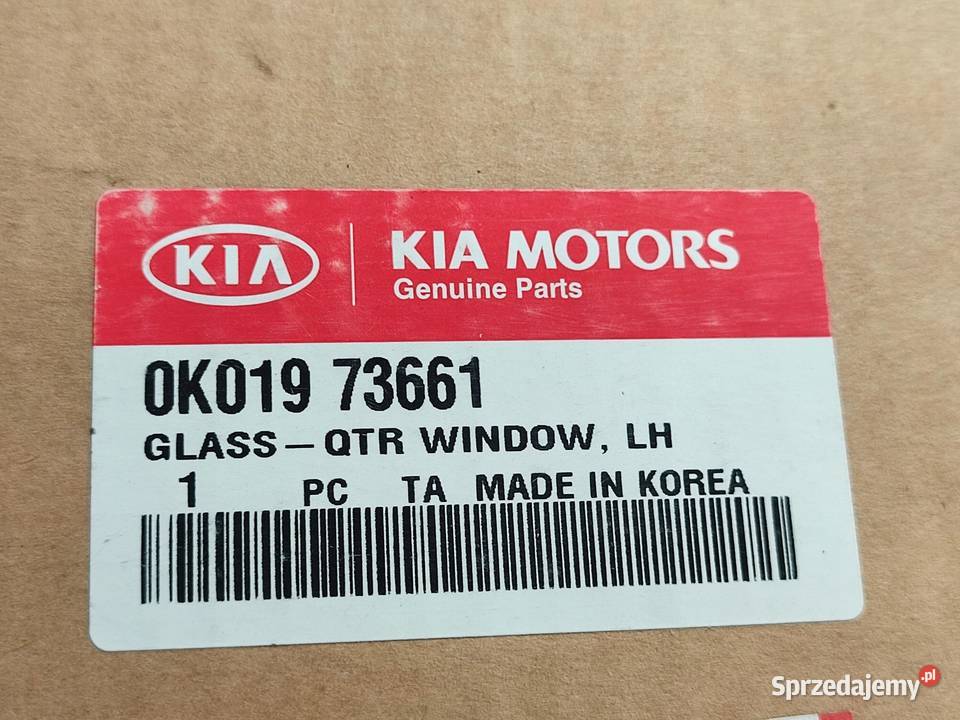 KIA
KIA MOTORS
Genuine Parts
0K019 73661
GLASS-QTR WINDOW, LH
1 PC TA MADE IN KOREA
Sprzedajemy.pl